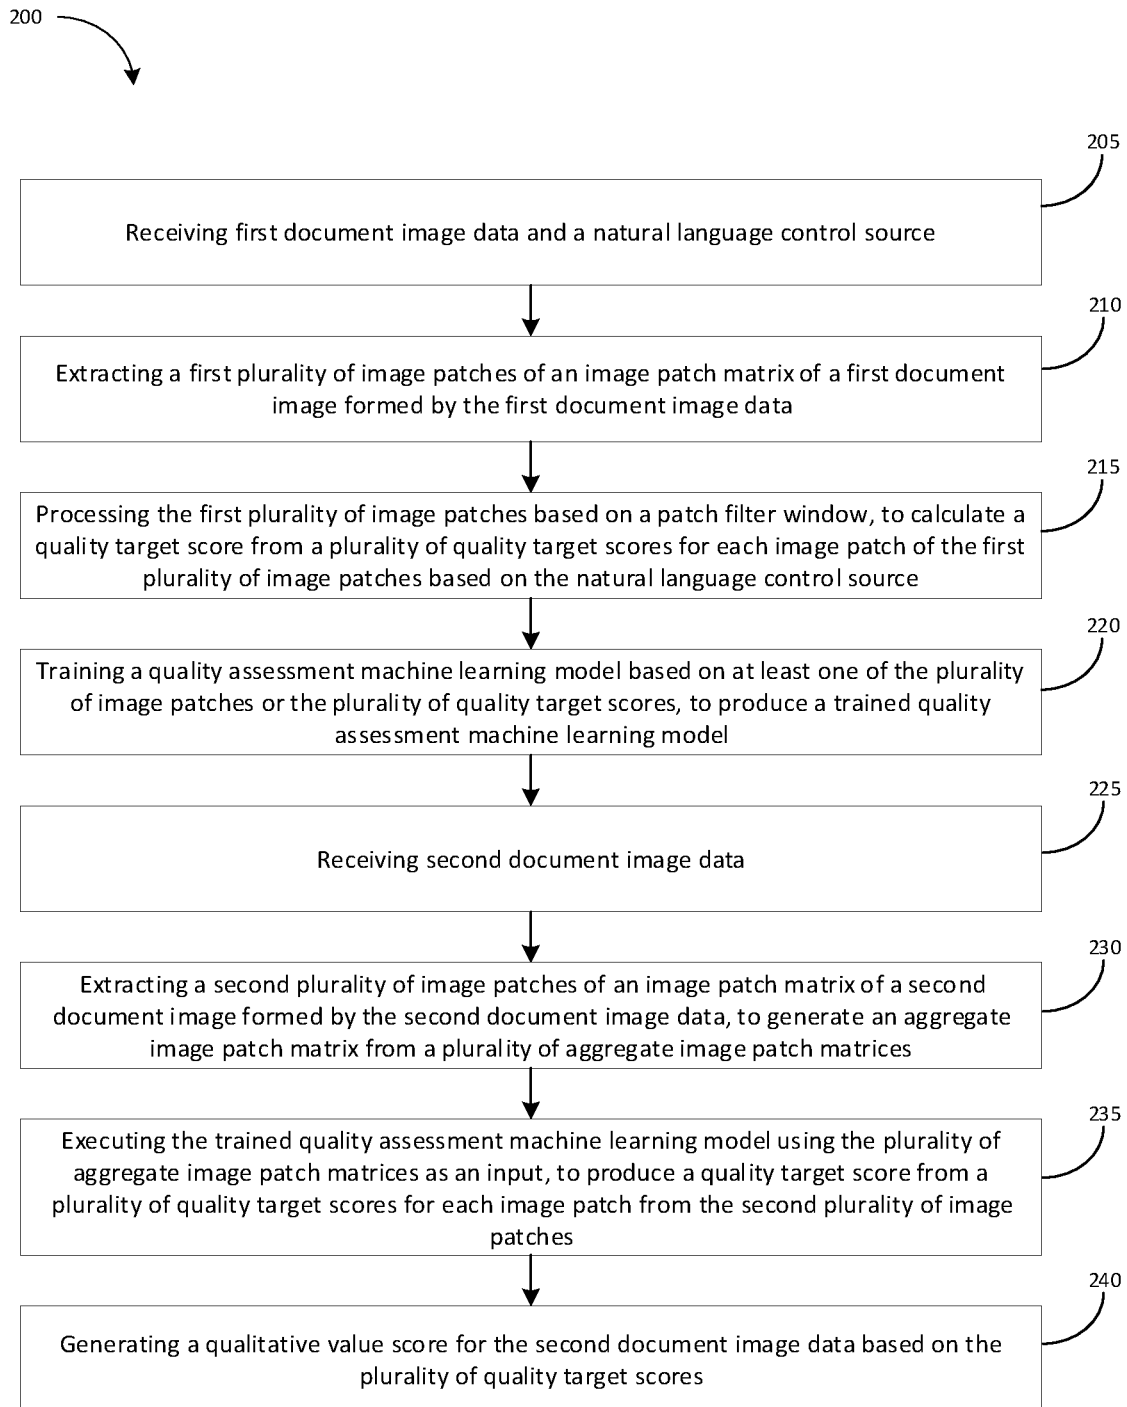 200
205
Receiving first document image data and a natural language control source
210
Extracting a first plurality of image patches of an image patch matrix of a first document
image formed by the first document image data
215
Processing the first plurality of image patches based on a patch filter window, to calculate a
quality target score from a plurality of quality target scores for each image patch of the first
plurality of image patches based on the natural language control source
220
Training a quality assessment machine learning model based on at least one of the plurality
of image patches or the plurality of quality target scores, to produce a trained quality
assessment machine learning model
225
Receiving second document image data
230
Extracting a second plurality of image patches of an image patch matrix of a second
document image formed by the second document image data, to generate an aggregate
image patch matrix from a plurality of aggregate image patch matrices
235
Executing the trained quality assessment machine learning model using the plurality of
aggregate image patch matrices as an input, to produce a quality target score from a
plurality of quality target scores for each image patch from the second plurality of image
patches
240
Generating a qualitative value score for the second document image data based on the
plurality of quality target scores